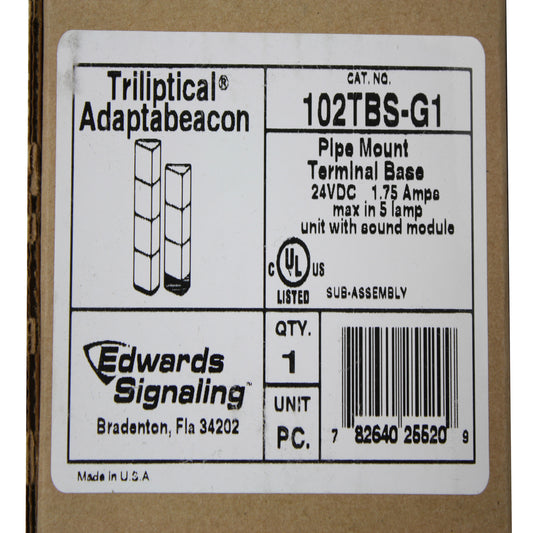 Triliptical®
Adaptabeacon
CAT. NO.
102TBS-G1
Pipe Mount
Terminal Base
24VDC 1.75 Amps
max in 5 lamp
unit with sound module
C UL US
LISTED
SUB-ASSEMBLY
Edwards
Signaling™
Bradenton, Fla 34202
QTY.
1
UNIT
PC.
7 82640 25520 9
Made in U.S.A